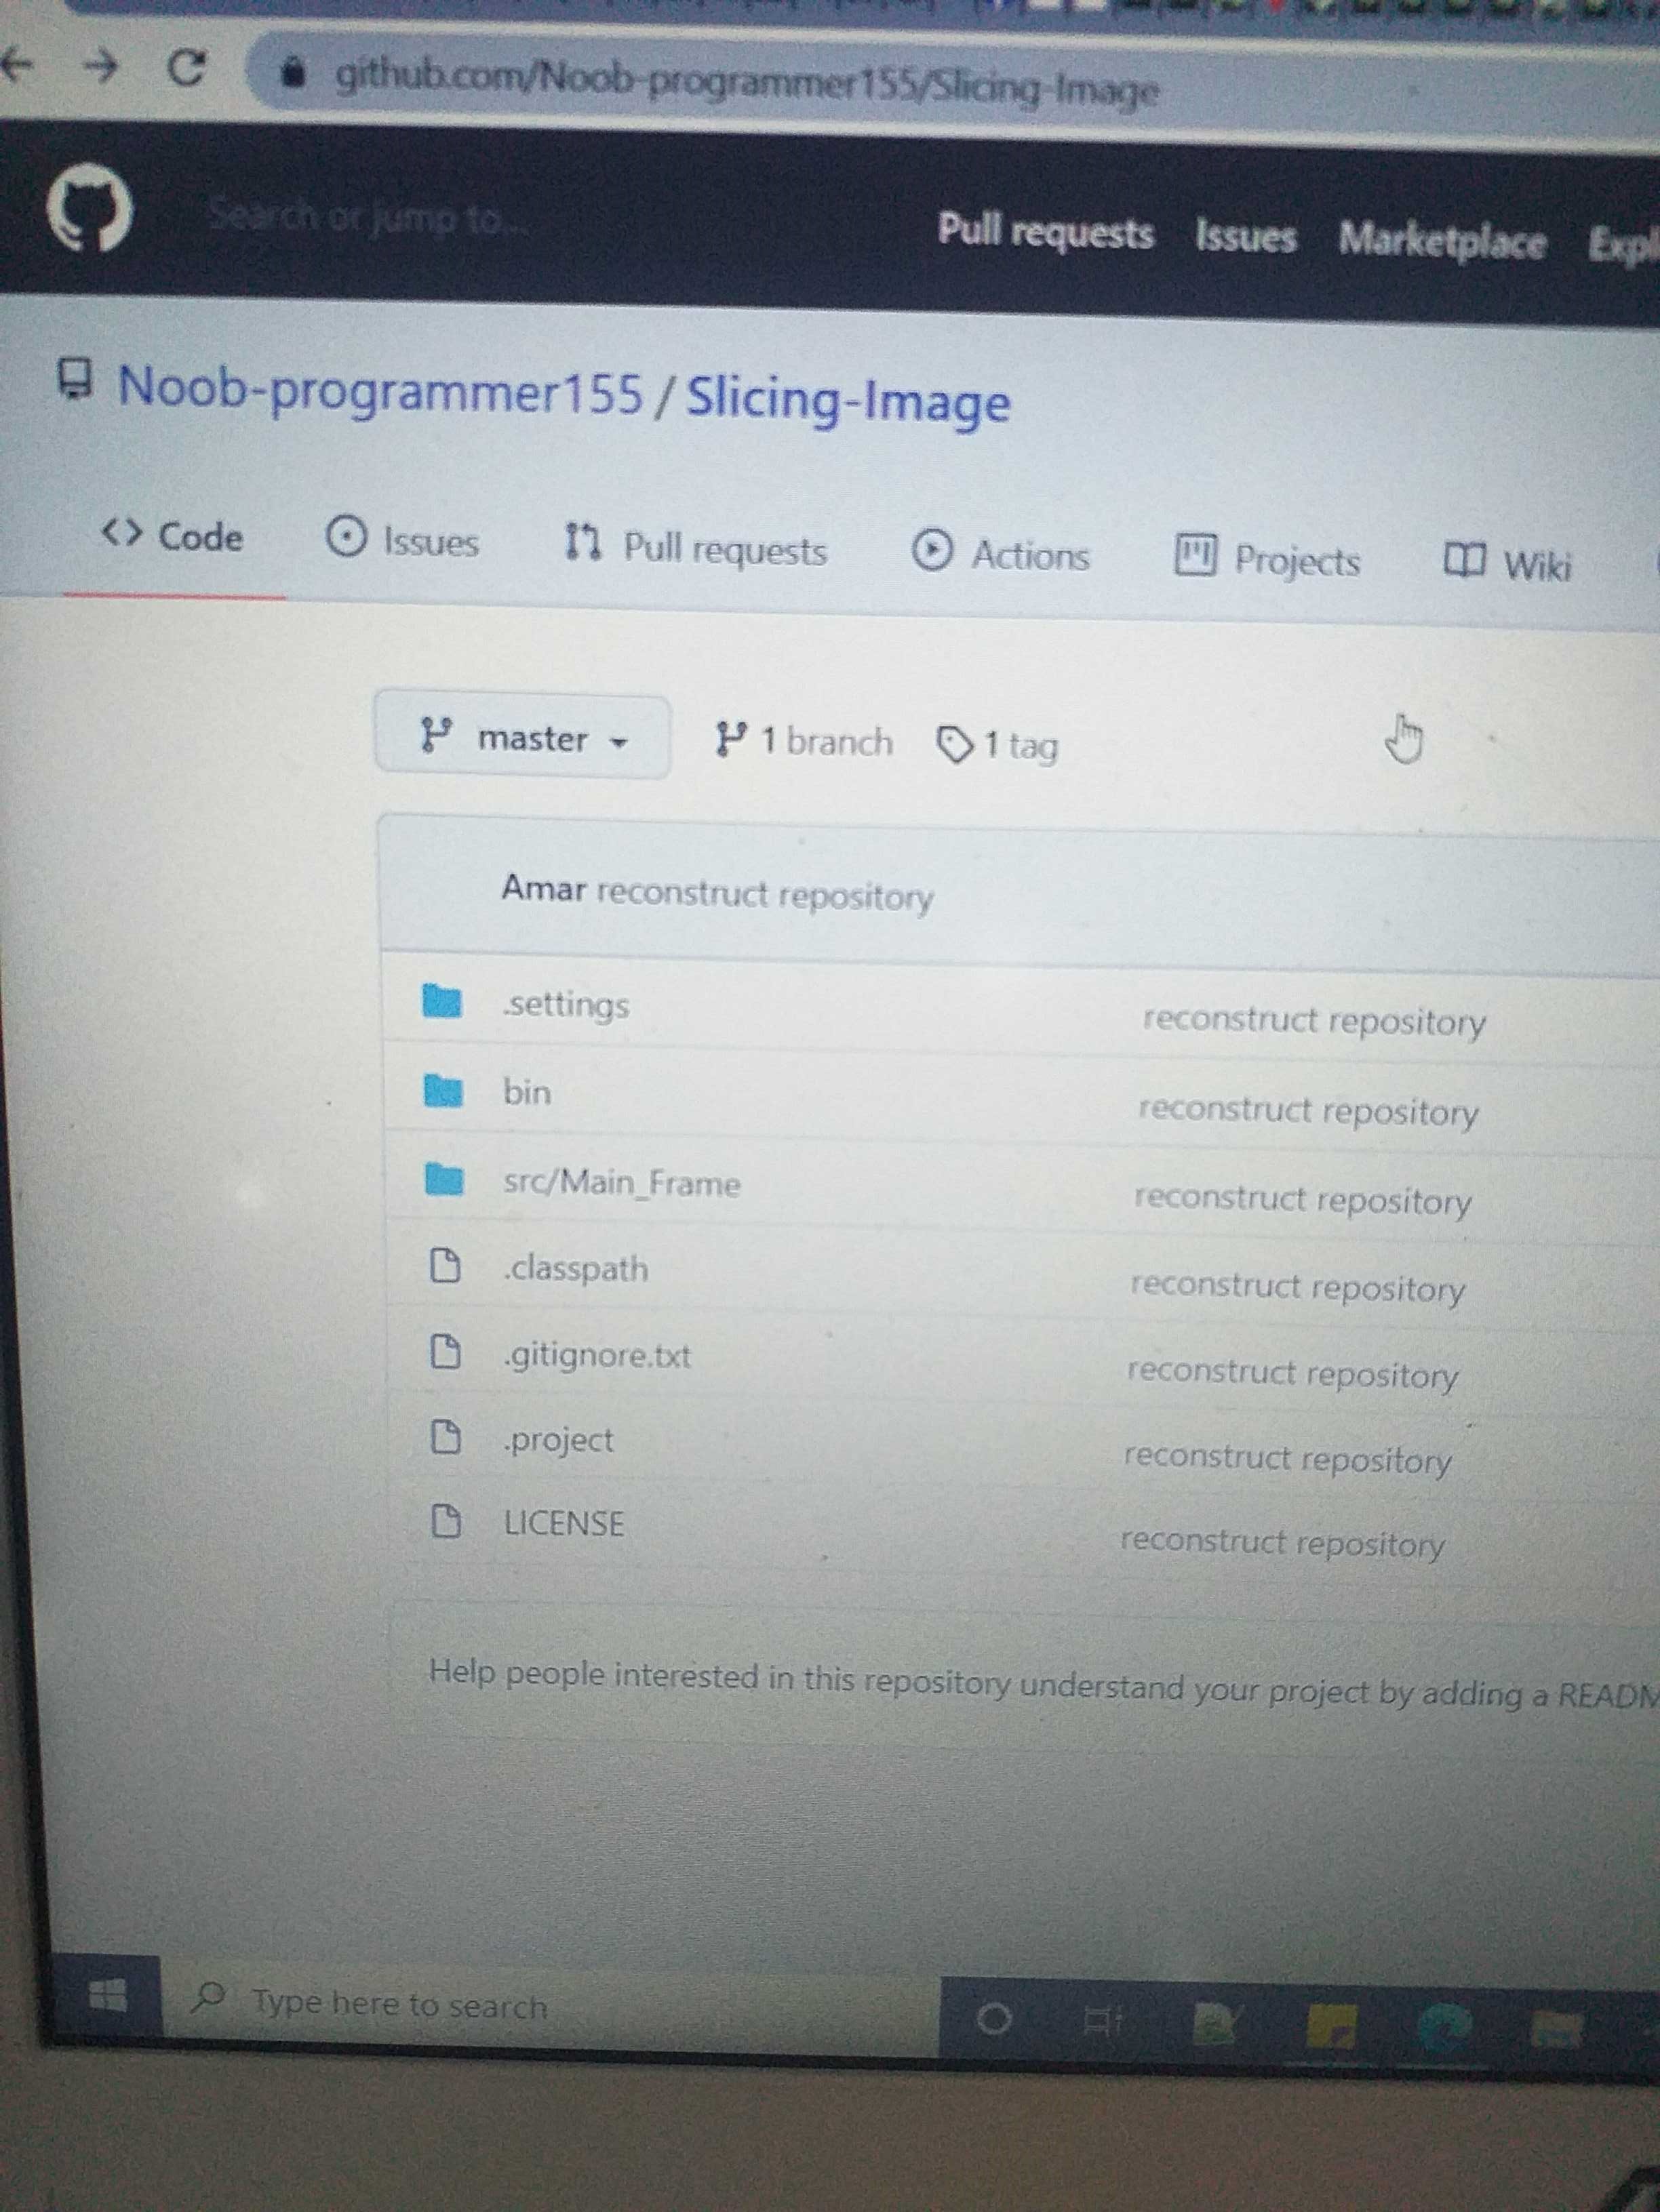 github.com/Noob-programmer155/Slicing-Image
Search or jump to...
Pull requests Issues Marketplace Expl
Noob-programmer155 / Slicing-Image
Code Issues Pull requests Actions Projects Wiki
master 1 branch 1 tag
Amar reconstruct repository
.settings reconstruct repository
bin reconstruct repository
src/Main_Frame reconstruct repository
.classpath reconstruct repository
.gitignore.txt reconstruct repository
.project reconstruct repository
LICENSE reconstruct repository
Help people interested in this repository understand your project by adding a READM
Type here to search